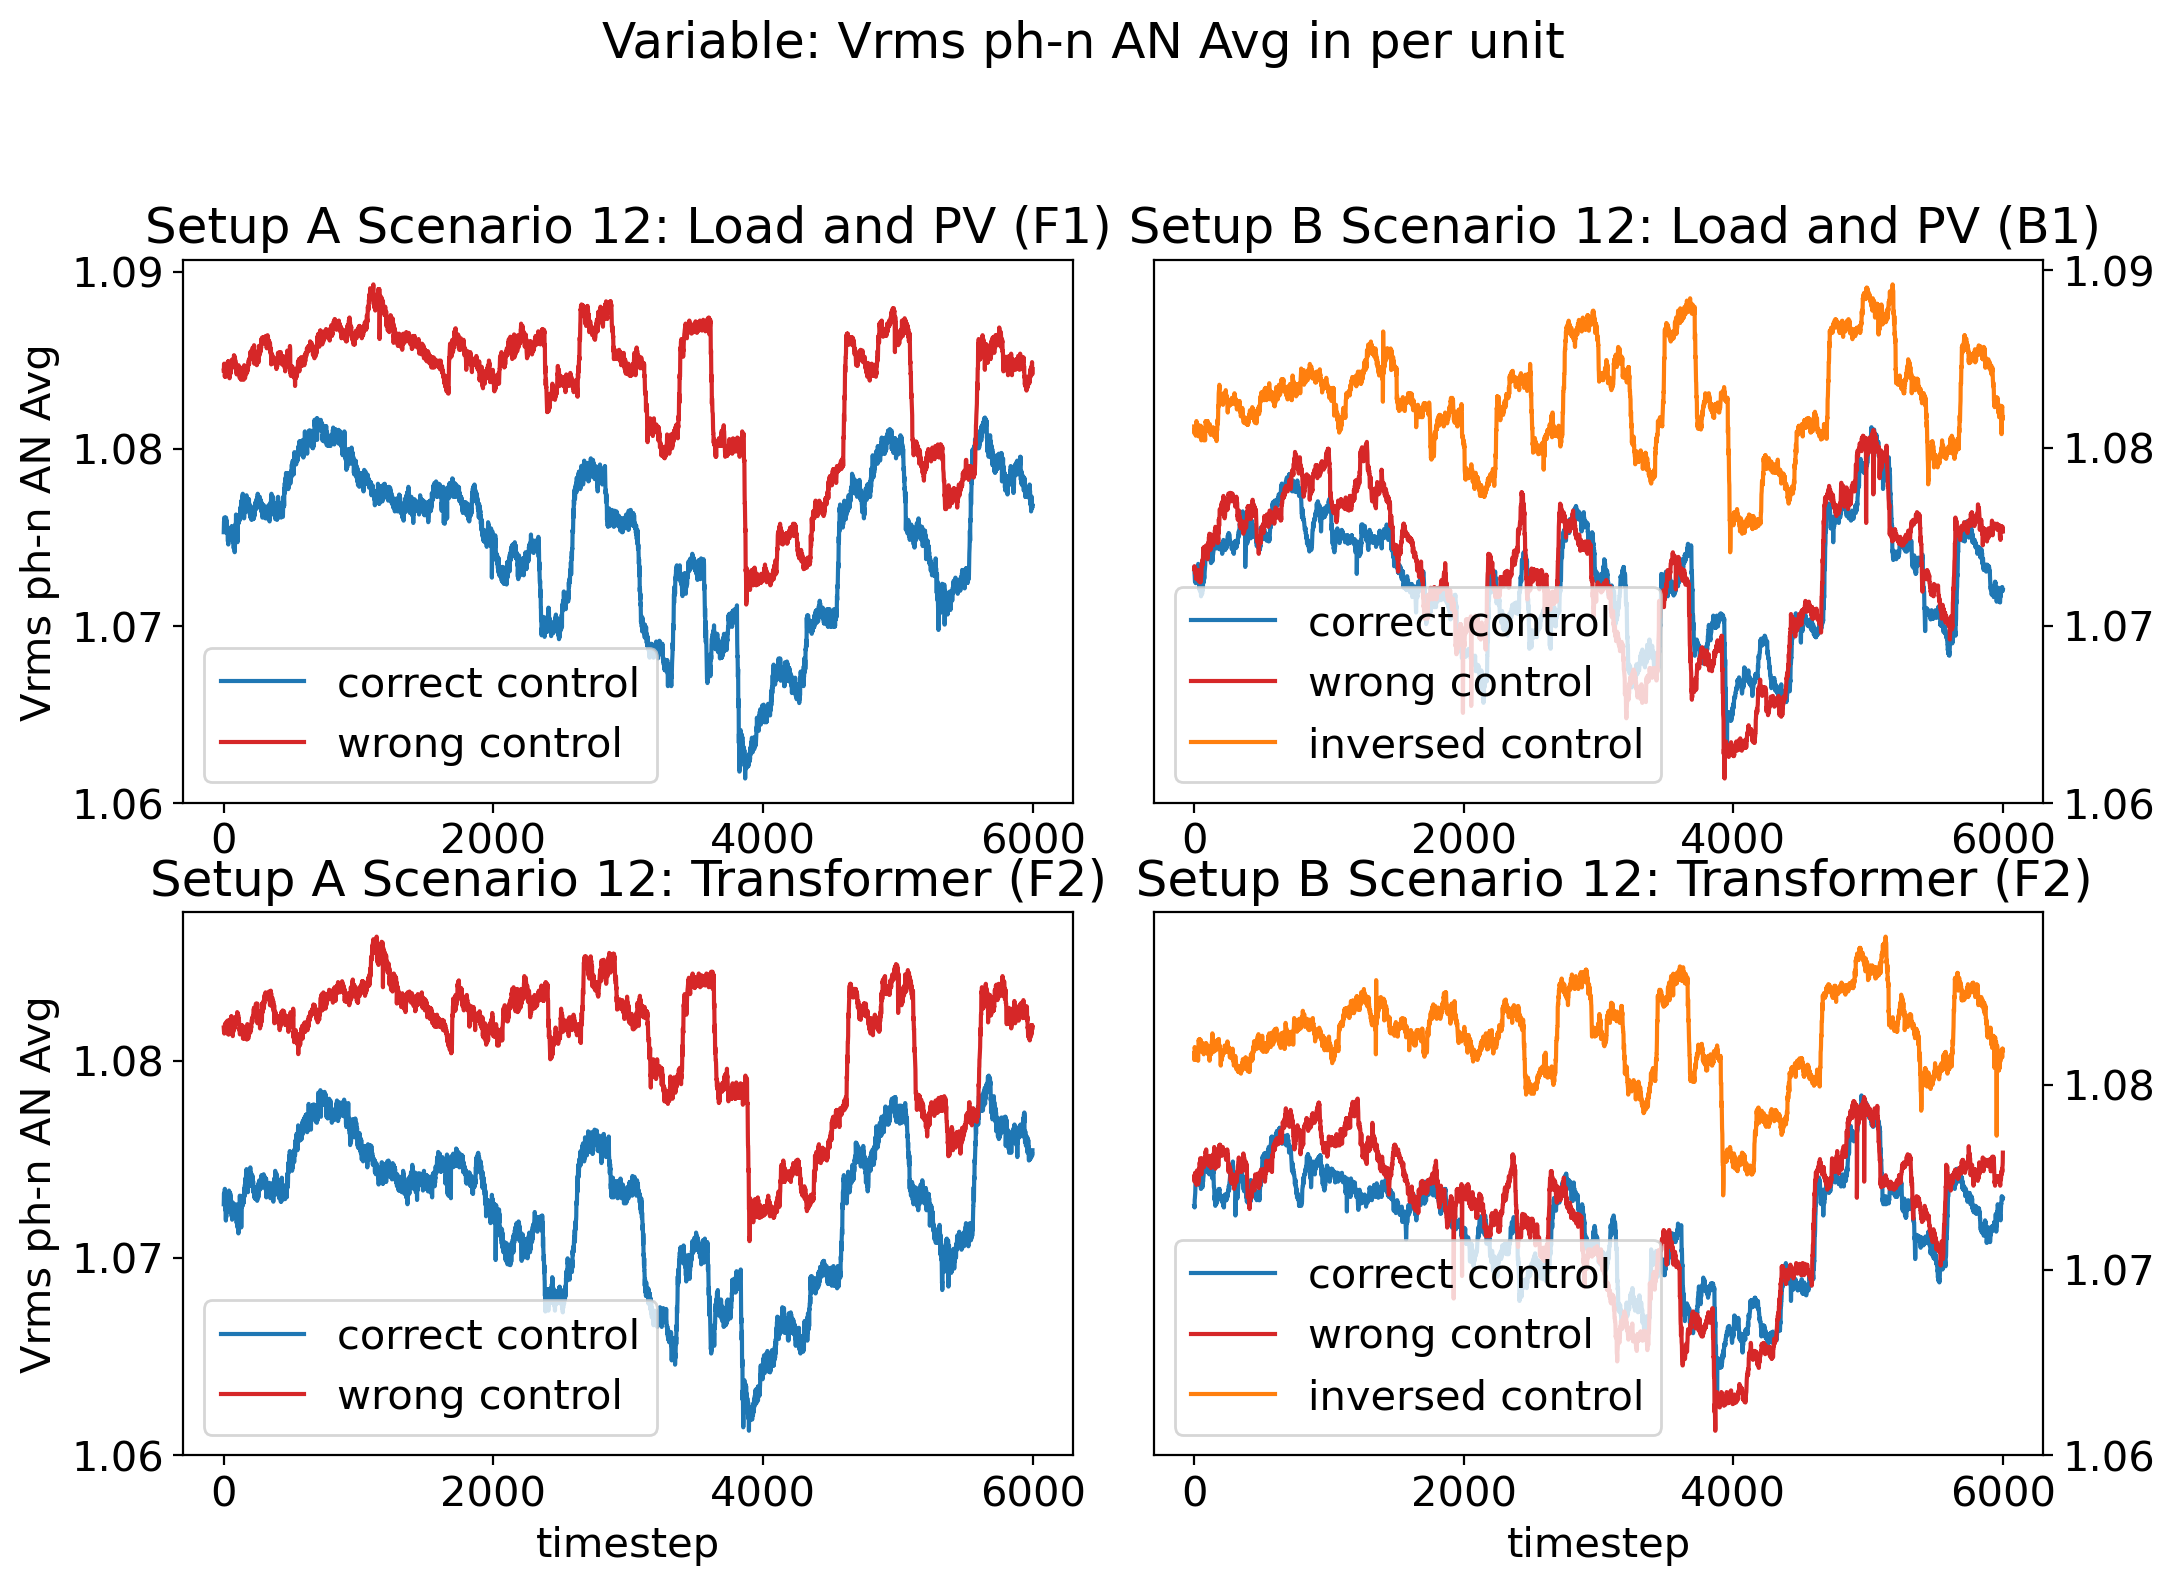 Variable: Vrms ph-n AN Avg in per unit
Setup A Scenario 12: Load and PV (F1)
Vrms ph-n AN Avg
1.09
1.08
1.07
1.06
correct control
wrong control
0 2000 4000 6000
Setup B Scenario 12: Load and PV (B1)
1.09
1.08
1.07
1.06
correct control
wrong control
inversed control
0 2000 4000 6000
Setup A Scenario 12: Transformer (F2)
Vrms ph-n AN Avg
1.08
1.07
1.06
correct control
wrong control
0 2000 4000 6000
timestep
Setup B Scenario 12: Transformer (F2)
1.08
1.07
1.06
correct control
wrong control
inversed control
0 2000 4000 6000
timestep